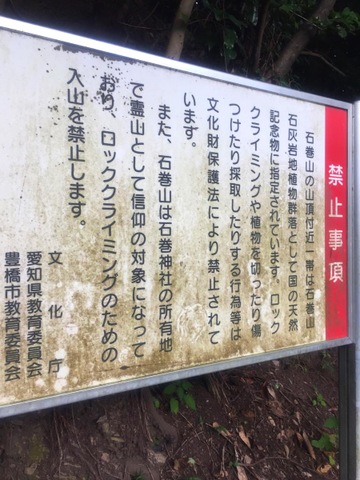 禁止事項
石巻山の山頂付近一帯は石巻山
石灰岩地植物群落として国の天然
記念物に指定されています。ロック
クライミングや植物を切ったり傷
つけたり採取したりする行為等は
文化財保護法により禁止されて
います。
また、石巻山は石巻神社の所有地
で霊山として信仰の対象になって
おり、ロッククライミングのための
入山を禁止します。
文化庁
愛知県教育委員会
豊橋市教育委員会